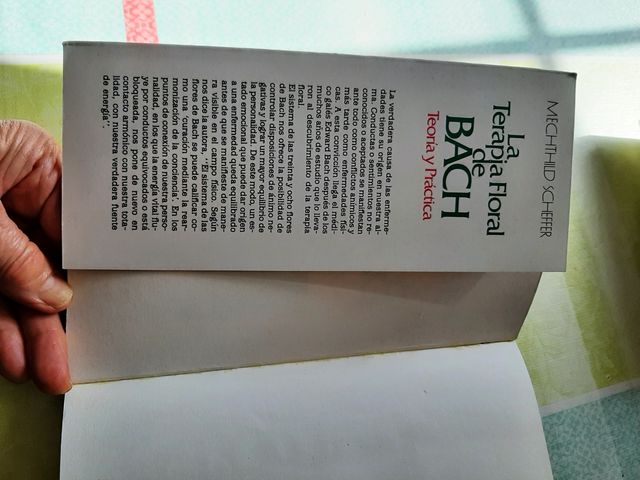 MECHTHILD SCHEFFER
La
Terapia Floral
de
BACH
Teoría y Práctica
La verdadera causa de las enferme-
dades tiene su origen en nuestra al-
ma. Conductas o sentimientos no re-
conocidos o aceptados se manifiestan
ante todo como conflictos anímicos y
más tarde como enfermedades físi-
cas. A esta convicción llega el médi-
co galés Edward Bach después de los
muchos años de estudio que lo lleva-
ron al descubrimiento de la terapia
floral.
El sistema de las treinta y ocho flores
de Bach nos ofrece la posibilidad de
controlar disposiciones de ánimo ne-
gativas y lograr un mayor equilibrio de
la personalidad. De este modo, un es-
tado emocional que puede dar origen
a una enfermedad queda equilibrado
antes de que se manifieste de mane-
ra visible en el campo físico. Según
nos dice la autora, "El sistema de las
flores de Bach se puede calificar co-
mo una 'curación mediante la rear-
monización de la conciencia'. En los
puntos de conexión de nuestra perso-
nalidad, en los que la energía vital flu-
ye por conductos equivocados o está
bloqueada, nos pone de nuevo en
contacto armónico con nuestra tota-
lidad, con nuestra verdadera fuente
de energía".